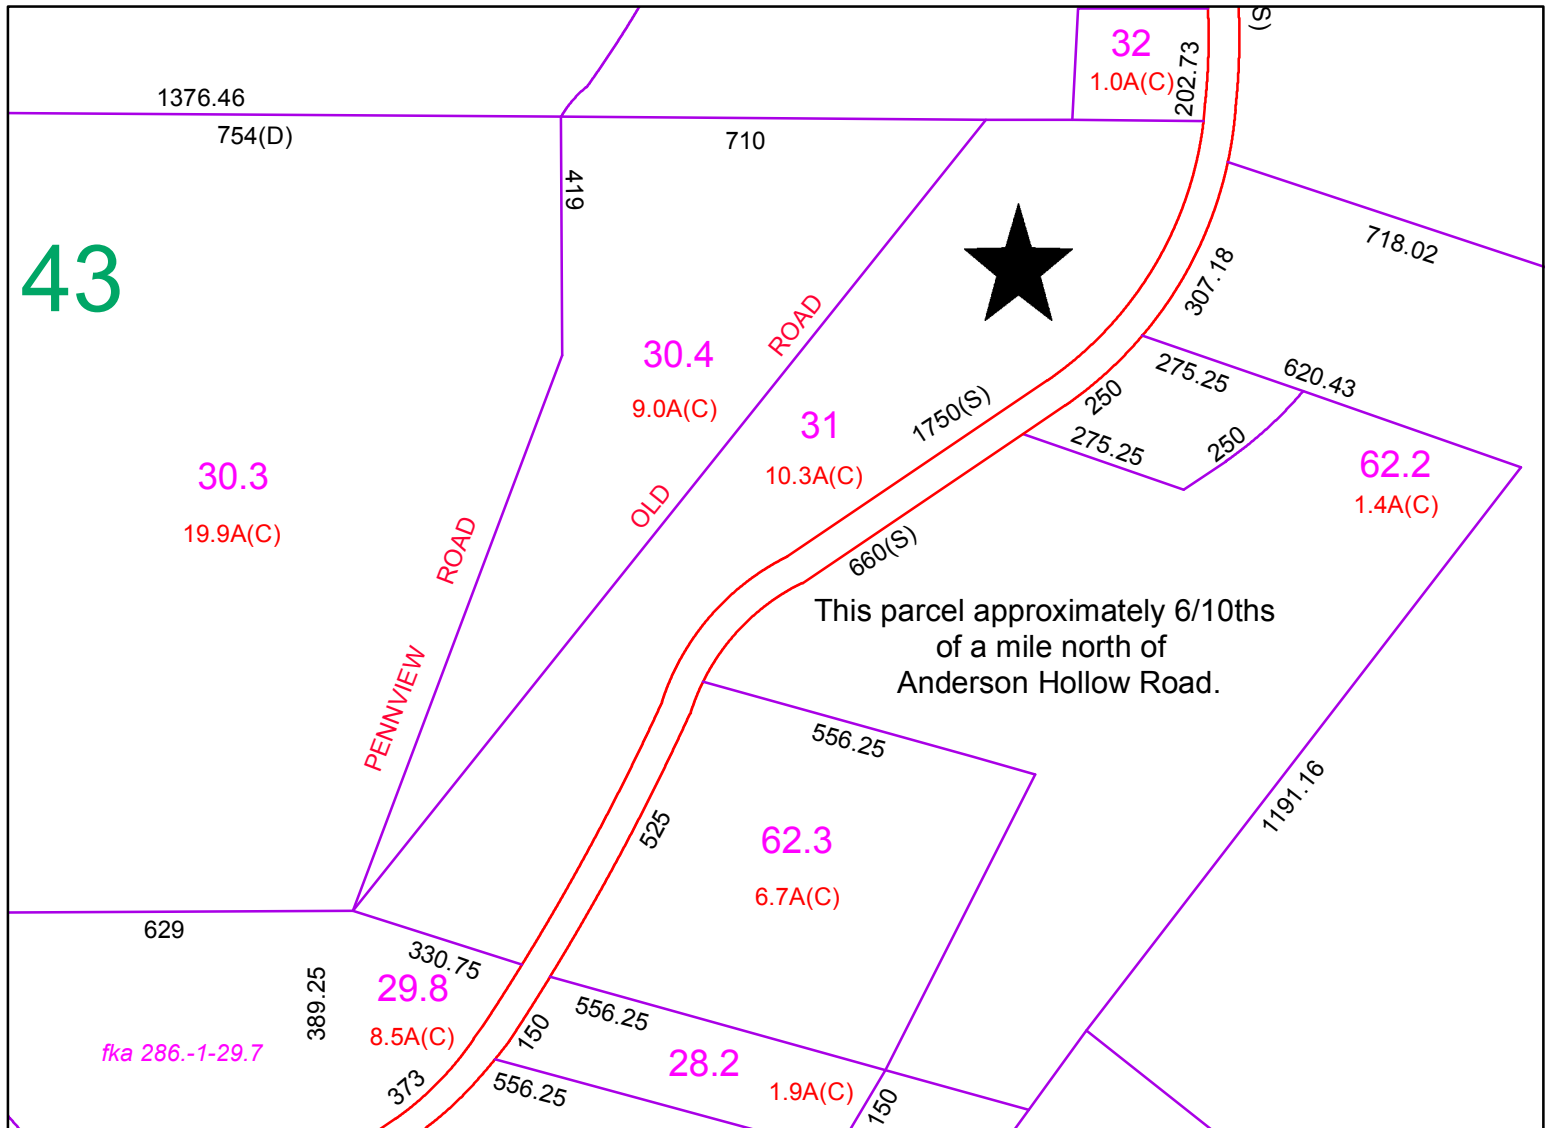 S)
32
1.0A(C)
202.73
1376.46
754(D)
710
419
43
718.02
307.18
ROAD
30.4
9.0A(C)
275.25
620.43
250
1750(S)
31
10.3A(C)
275.25
250
62.2
1.4A(C)
30.3
19.9A(C)
OLD
ROAD
660(S)
This parcel approximately 6/10ths
of a mile north of
Anderson Hollow Road.
PENNVIEW
556.25
1191.16
525
62.3
6.7A(C)
629
330.75
389.25
29.8
8.5A(C)
fka 286.-1-29.7
373
150
556.25
28.2
1.9A(C)
556.25
150